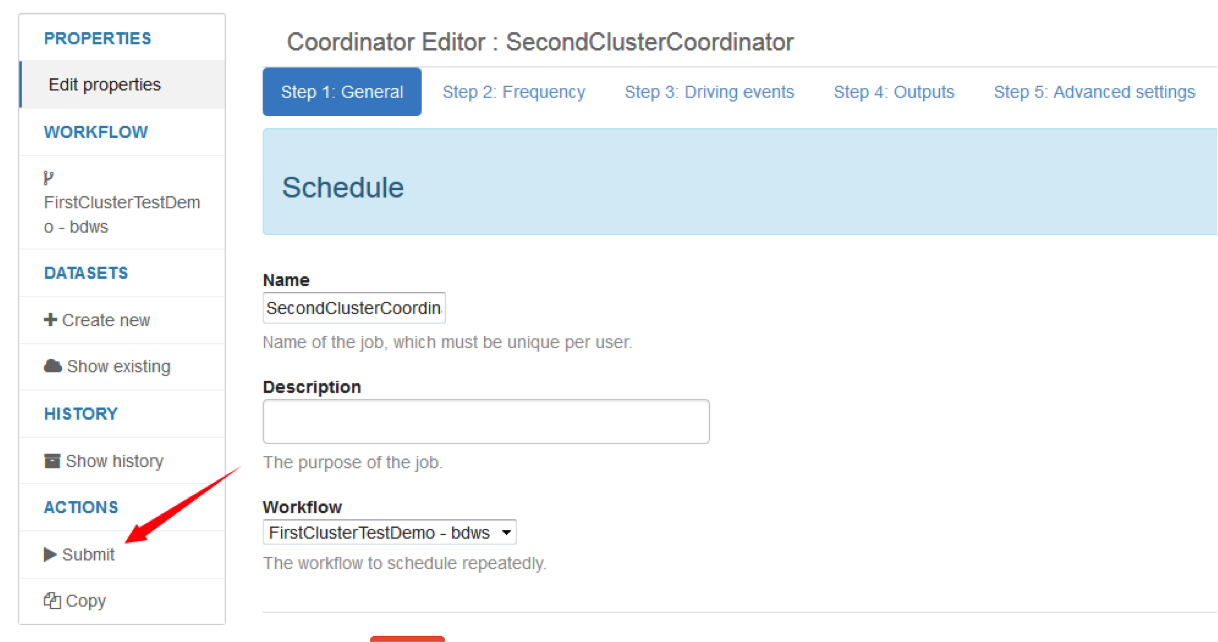 PROPERTIES
Edit properties
WORKFLOW
FirstClusterTestDem
o - bdws
DATASETS
Create new
Show existing
HISTORY
Show history
ACTIONS
Submit
Copy
Coordinator Editor : SecondClusterCoordinator
Step 1: General Step 2: Frequency Step 3: Driving events Step 4: Outputs Step 5: Advanced settings
Schedule
Name
SecondClusterCoordin
Name of the job, which must be unique per user.
Description
The purpose of the job.
Workflow
FirstClusterTestDemo - bdws
The workflow to schedule repeatedly.